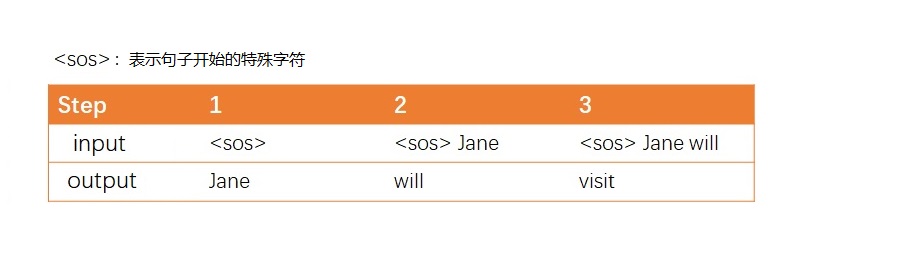 <sos>: 表示句子开始的特殊字符
Step 1 2 3
input <sos> <sos> Jane <sos> Jane will
output Jane will visit